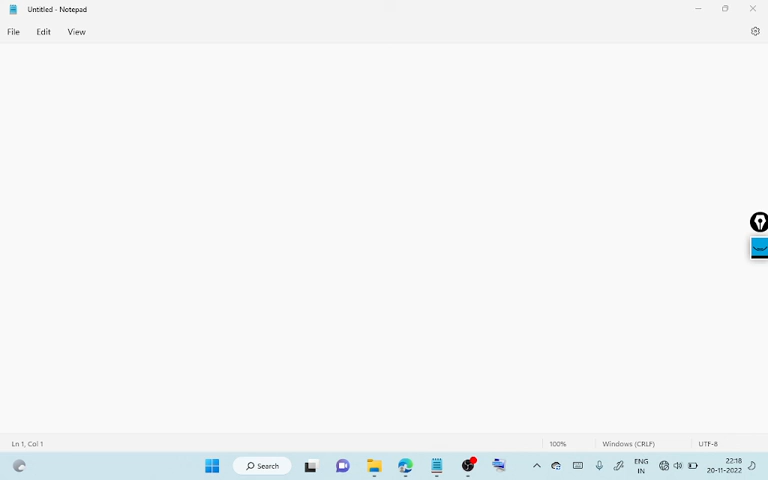 Untitled - Notepad
File Edit View
Ln 1, Col 1 100% Windows (CRLF) UTF-8
Search ENG IN 22:18 20-11-2022